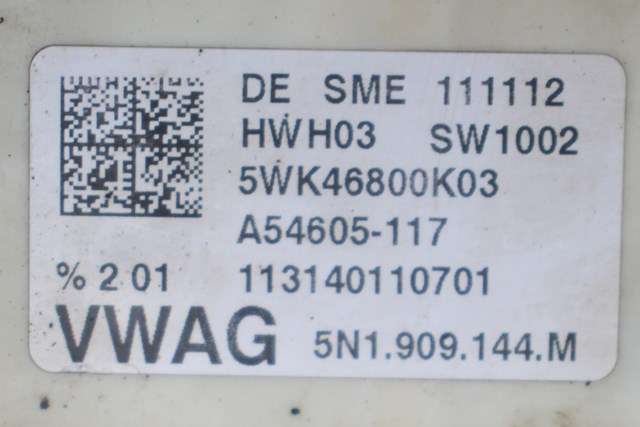 DE SME 111112
HWH03 SW1002
5WK46800K03
A54605-117
% 2 01 113140110701
VWAG 5N1.909.144.M